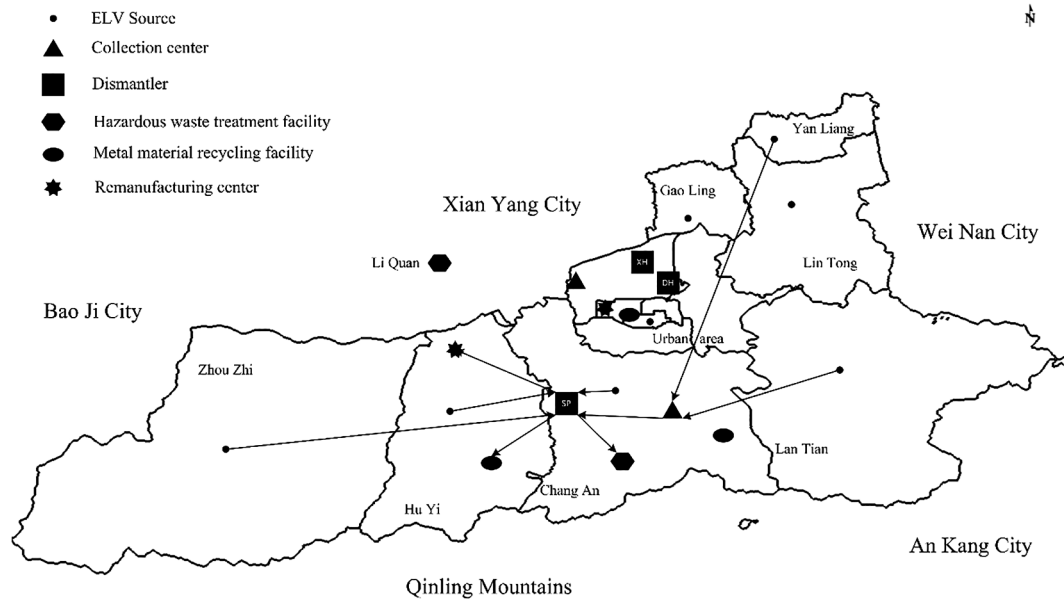 ELV Source
N
Collection center
Dismantler
Hazardous waste treatment facility
Metal material recycling facility
Remanufacturing center
Yan Liang
Gao Ling
Xian Yang City
Wei Nan City
Li Quan
XH
Lin Tong
DH
Bao Ji City
Urban area
Zhou Zhi
SP
Lan Tian
Chang An
Hu Yi
An Kang City
Qinling Mountains